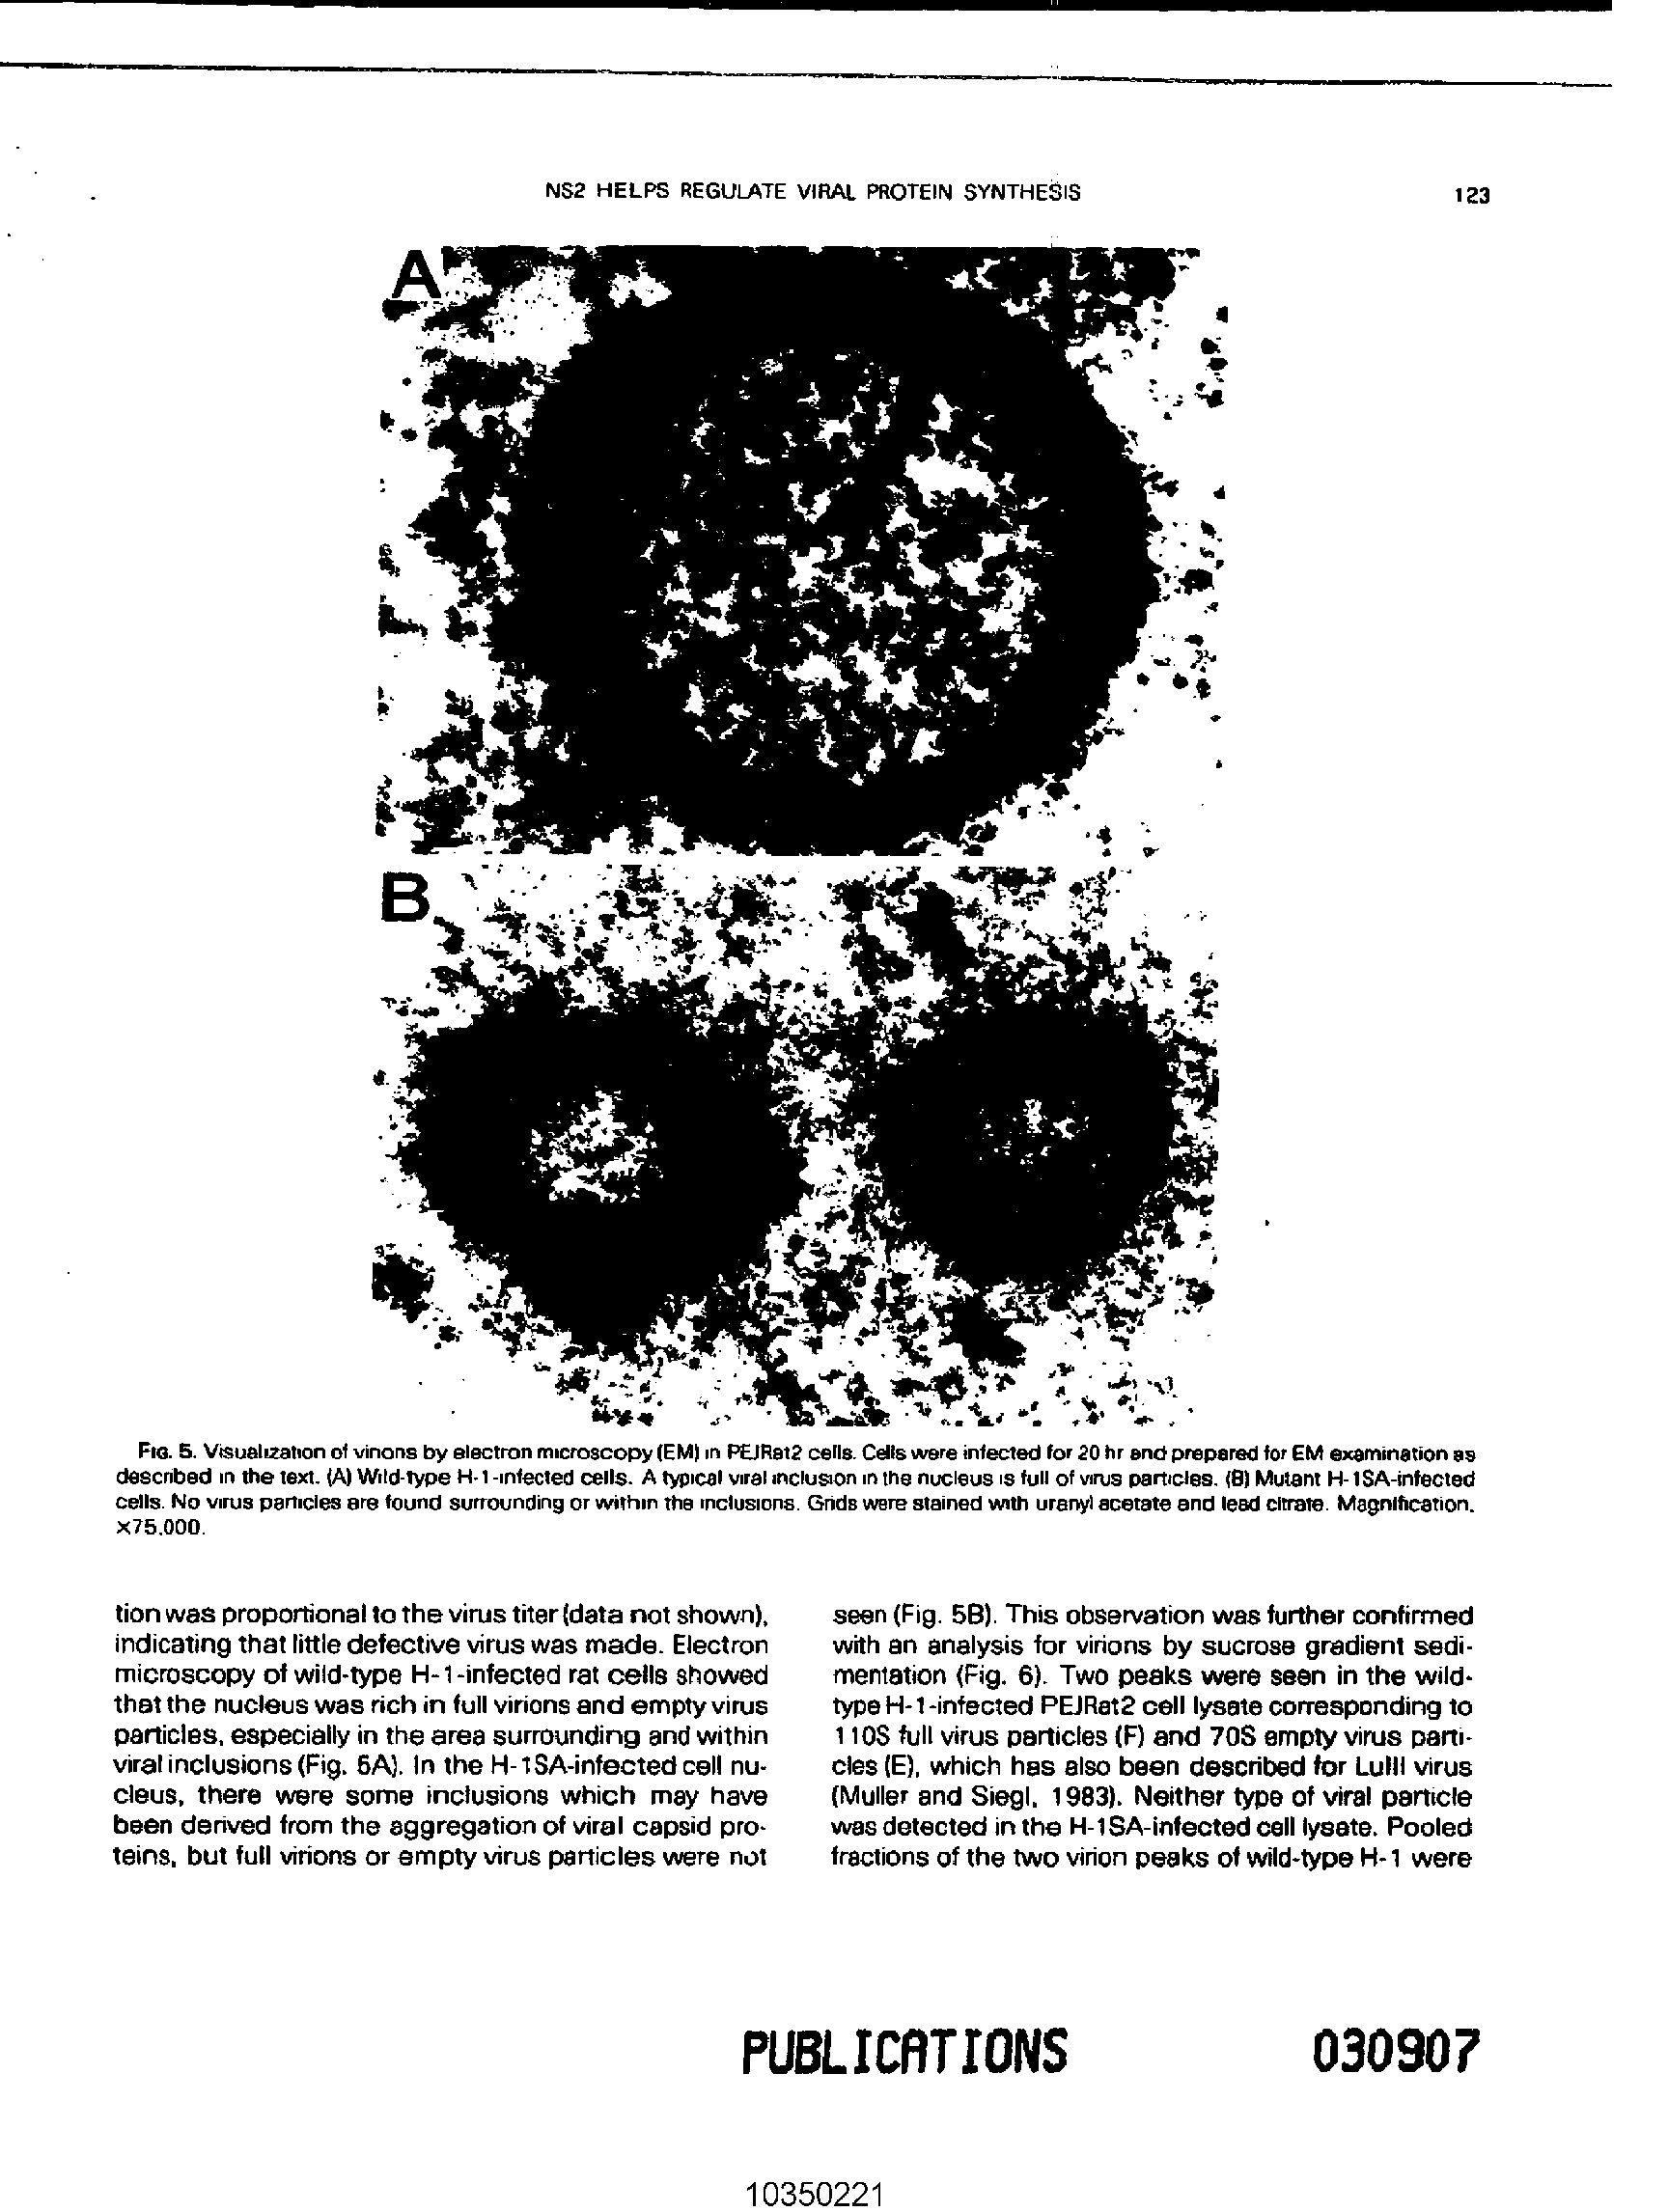 NS2 HELPS REGULATE VIRAL PROTEIN SYNTHESIS 123
A
B
FIG. 5. Visualization of virions by electron microscopy (EM) in PEJRat2 cells. Cells were infected for 20 hr and prepared for EM examination as
described in the text. (A) Wild-type H-1-infected cells. A typical viral inclusion in the nucleus is full of virus particles. (B) Mutant H-1SA-infected
cells. No virus particles are found surrounding or within the inclusions. Grids were stained with uranyl acetate and lead citrate. Magnification.
×75.000.
tion was proportional to the virus titer (data not shown),
indicating that little defective virus was made. Electron
microscopy of wild-type H-1-infected rat cells showed
that the nucleus was rich in full virions and empty virus
particles, especially in the area surrounding and within
viral inclusions (Fig. 5A). In the H-1SA-infected cell nu-
cleus, there were some inclusions which may have
been derived from the aggregation of viral capsid pro-
teins, but full virions or empty virus particles were not
seen (Fig. 5B). This observation was further confirmed
with an analysis for virions by sucrose gradient sedi-
mentation (Fig. 6). Two peaks were seen in the wild-
type H-1-infected PEJRat2 cell lysate corresponding to
110S full virus particles (F) and 70S empty virus parti-
cles (E), which has also been described for LuIII virus
(Muller and Siegl, 1983). Neither type of viral particle
was detected in the H-1SA-infected cell lysate. Pooled
fractions of the two virion peaks of wild-type H-1 were
PUBLICATIONS 030907
10350221